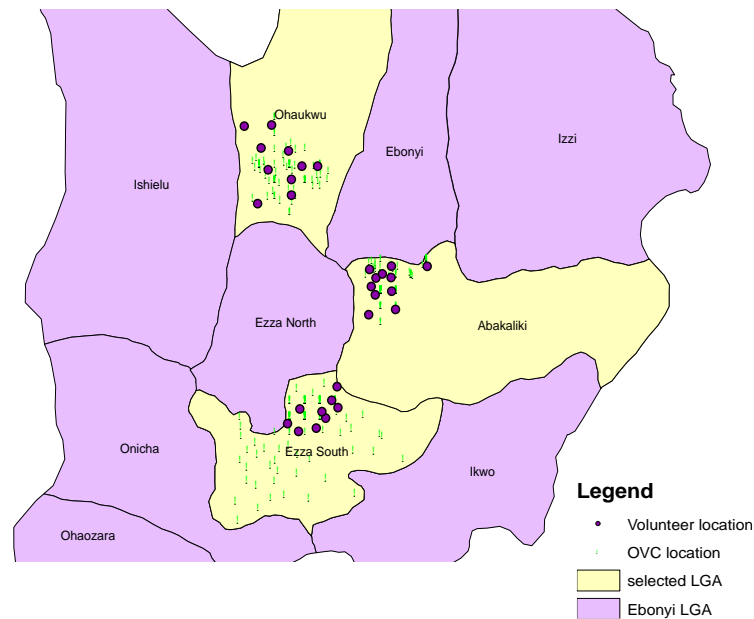 Ohaukwu
Izzi
Ebonyi
Ishielu
Ezza North
Abakaliki
Onicha
Ezza South
Ikwo
Ohaozara
Legend
Volunteer location
OVC location
selected LGA
Ebonyi LGA